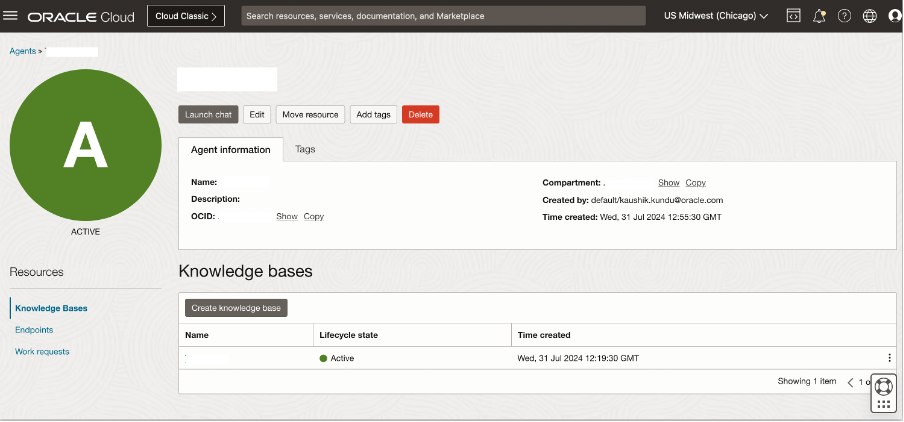 ORACLE Cloud
Cloud Classic >
Search resources, services, documentation, and Marketplace
US Midwest (Chicago)
Agents »
A
ACTIVE
Launch chat
Edit
Move resource
Add tags
Delete
Agent information
Tags
Name:
Description:
OCID: . Show Copy
Compartment: . Show Copy
Created by: default/kaushik.kundu@oracle.com
Time created: Wed, 31 Jul 2024 12:55:30 GMT
Resources
Knowledge Bases
Endpoints
Work requests
Knowledge bases
Create knowledge base
Name Lifecycle state Time created
Active Wed, 31 Jul 2024 12:19:30 GMT
Showing 1 item < 1